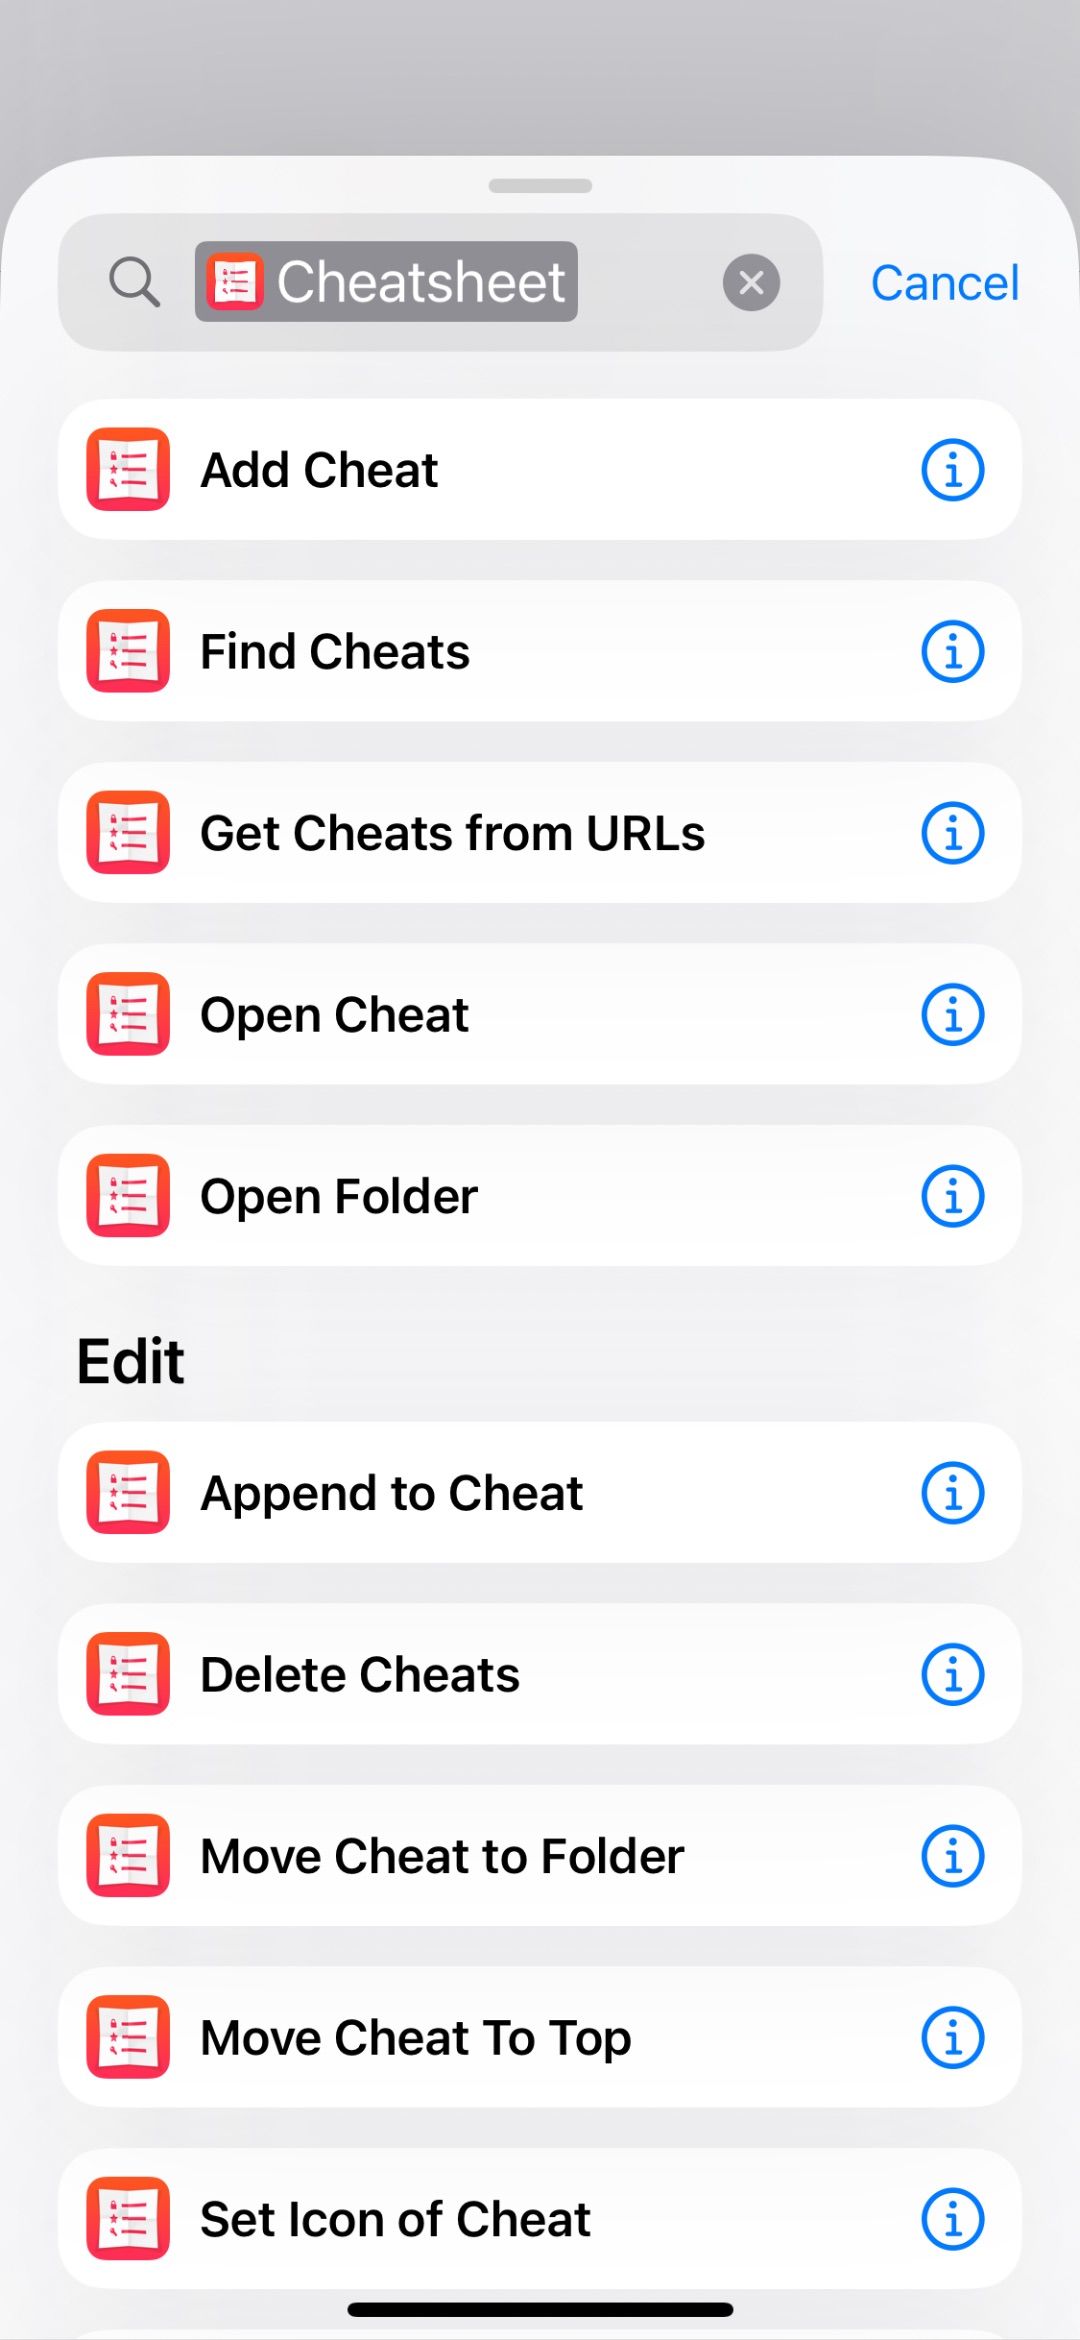 Cheatsheet
Cancel
Add Cheat
Find Cheats
Get Cheats from URLs
Open Cheat
Open Folder
Edit
Append to Cheat
Delete Cheats
Move Cheat to Folder
Move Cheat To Top
Set Icon of Cheat